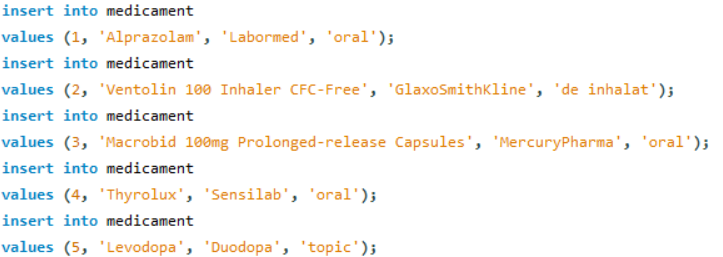 insert into medicament
values (1, 'Alprazolam', 'Labormed', 'oral');
insert into medicament
values (2, 'Ventolin 100 Inhaler CFC-Free', 'GlaxoSmithKline', 'de inhalat');
insert into medicament
values (3, 'Macrobid 100mg Prolonged-release Capsules', 'MercuryPharma', 'oral');
insert into medicament
values (4, 'Thyrolux', 'Sensilab', 'oral');
insert into medicament
values (5, 'Levodopa', 'Duodopa', 'topic');